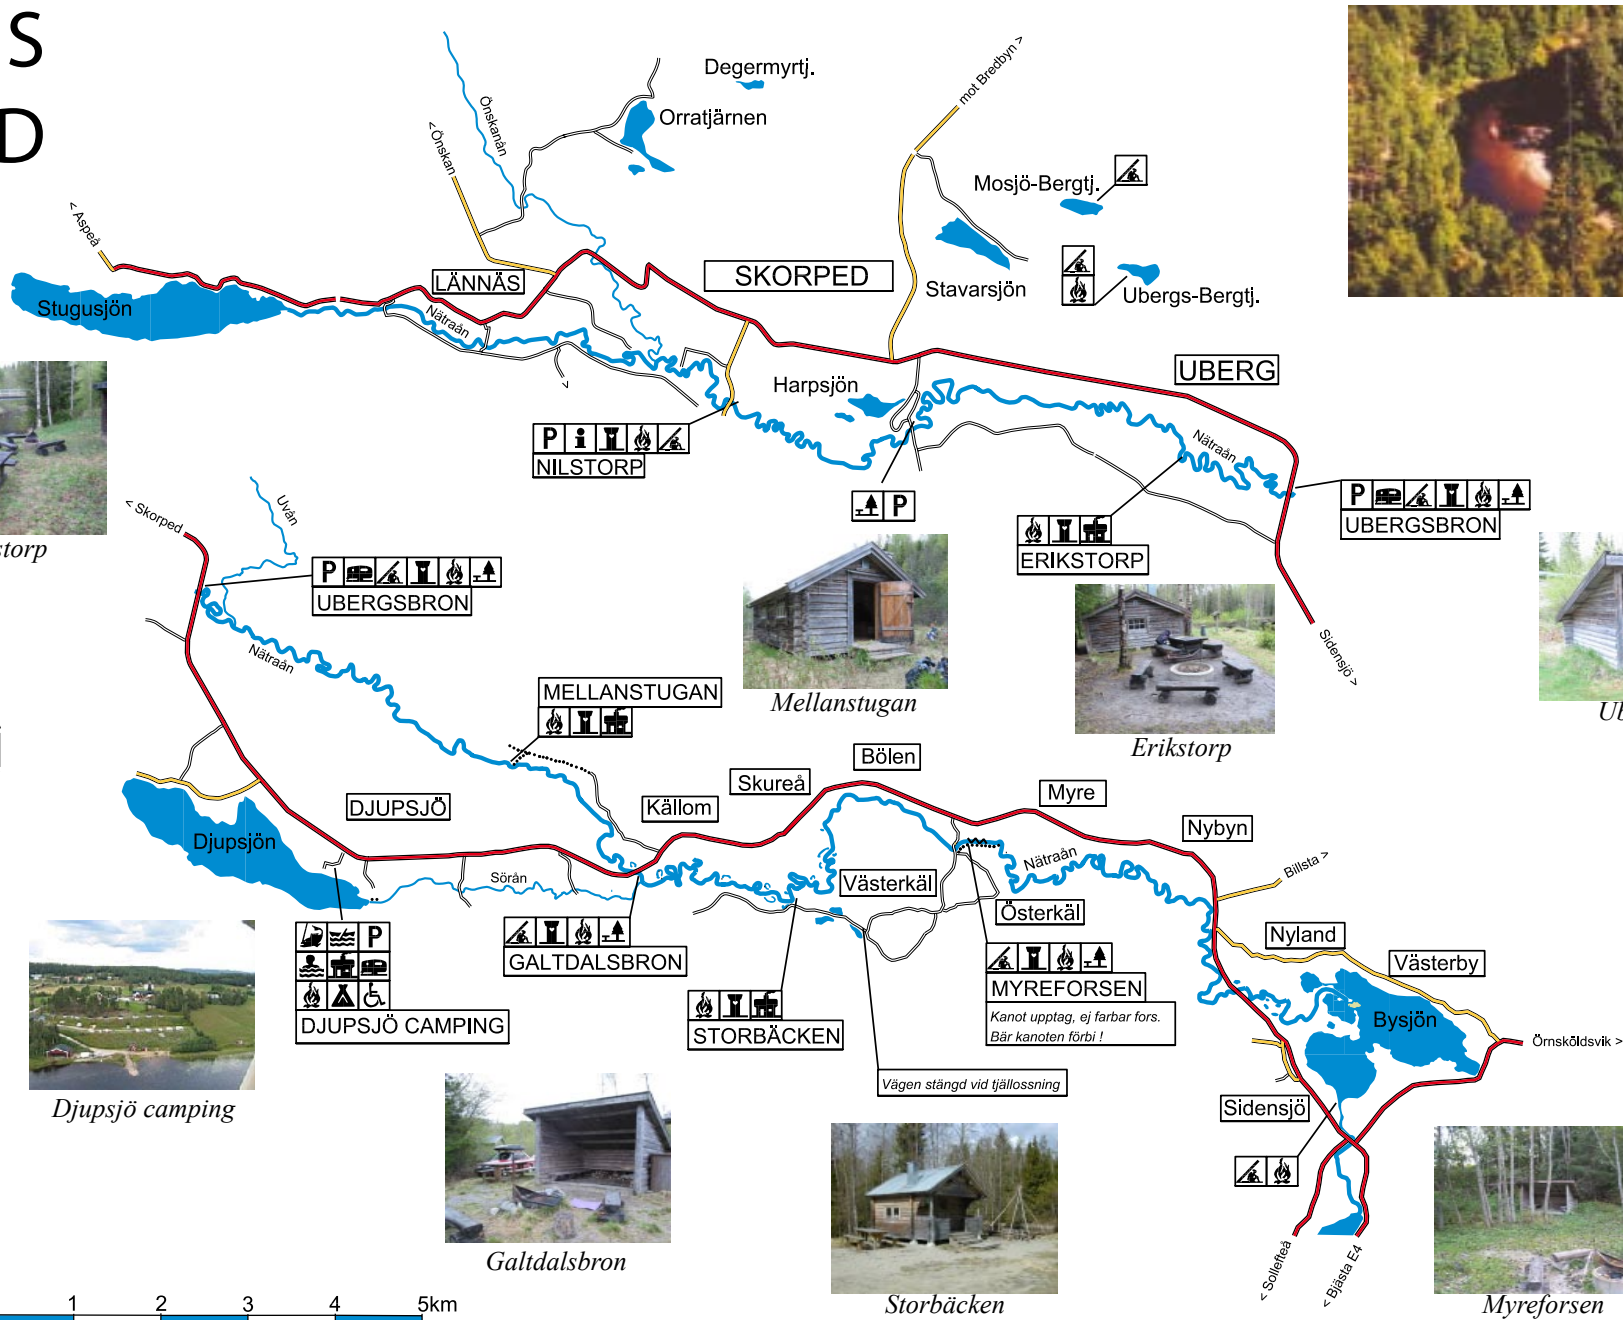 S
D
Degermyrtj.
Orratjärnen
Önskanån
< Önskan
mot Bredbyn >
Mosjö-Bergtj.
< Aspeå
LÄNNÄS
SKORPED
Stavarsjön
Ubergs-Bergtj.
Stugusjön
Nätraån
UBERG
Harpsjön
P i
NILSTORP
Nätraån
P
P
UBERGSBRON
ERIKSTORP
Sidensjö >
< Skorped
Uvån
P
UBERGSBRON
Nätraån
MELLANSTUGAN
Mellanstugan
Erikstorp
DJUPSJÖ
Djupsjön
Källom
Skureå
Bölen
Myre
Nybyn
Billsta >
Sörån
Västerkäl
Nätraån
Österkäl
Nyland
Västerby
P
DJUPSJÖ CAMPING
GALTDALSBRON
STORBÄCKEN
MYREFORSEN
Kanot upptag, ej farbar fors.
Bär kanoten förbi !
Bysjön
Örnsköldsvik >
Vägen stängd vid tjällossning
Sidensjö
Djupsjö camping
Galtdalsbron
Storbäcken
Myreforsen
< Sollefteå
< Bjästa E4
1 2 3 4 5km